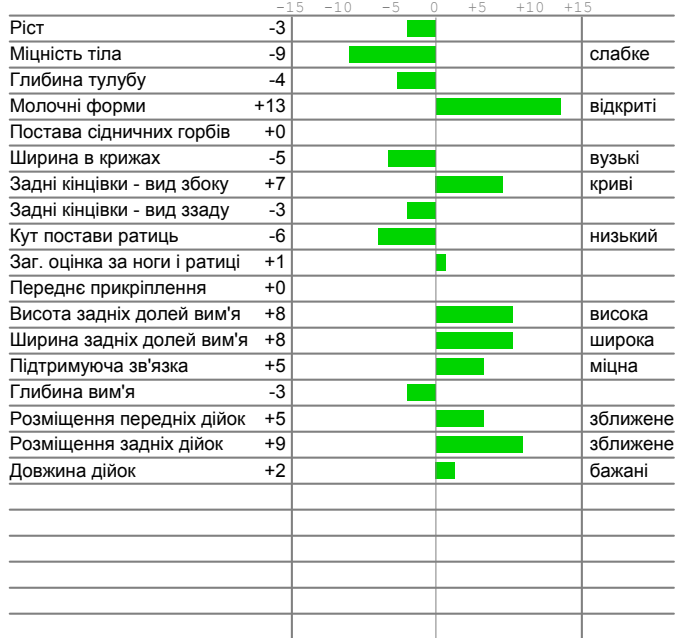 -15 -10 -5 0 +5 +10 +15
Ріст -3
Міцність тіла -9 слабке
Глибина тулубу -4
Молочні форми +13 відкриті
Постава сідничних горбів +0
Ширина в крижах -5 вузькі
Задні кінцівки - вид збоку +7 криві
Задні кінцівки - вид ззаду -3
Кут постави ратиць -6 низький
Заг. оцінка за ноги і ратиці +1
Переднє прикріплення +0
Висота задніх долей вим'я +8 висока
Ширина задніх долей вим'я +8 широка
Підтримуюча зв'язка +5 міцна
Глибина вим'я -3
Розміщення передніх дійок +5 зближене
Розміщення задніх дійок +9 зближене
Довжина дійок +2 бажані